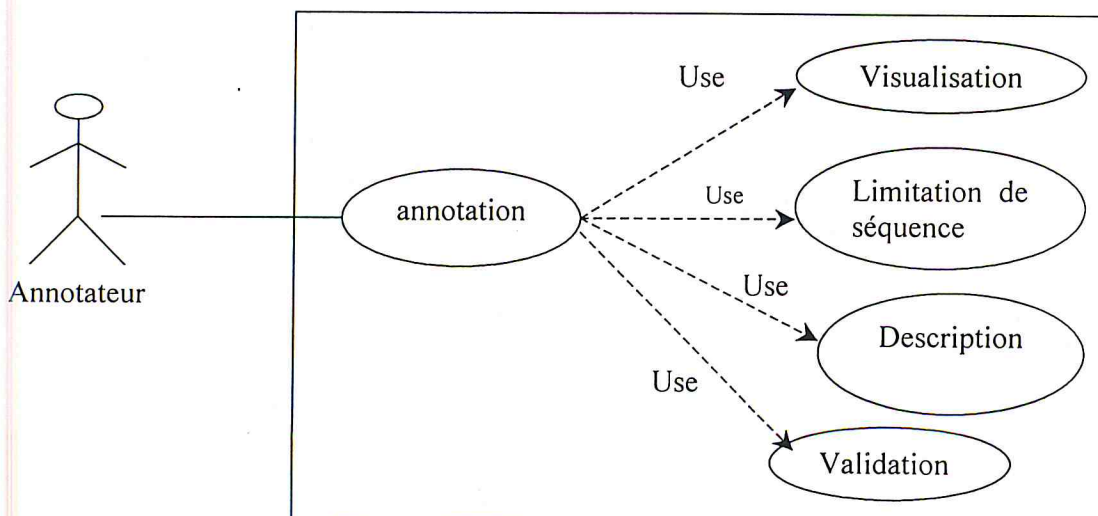 Use
Visualisation
annotation
Use
Limitation de
séquence
Annotateur
Use
Description
Use
Validation